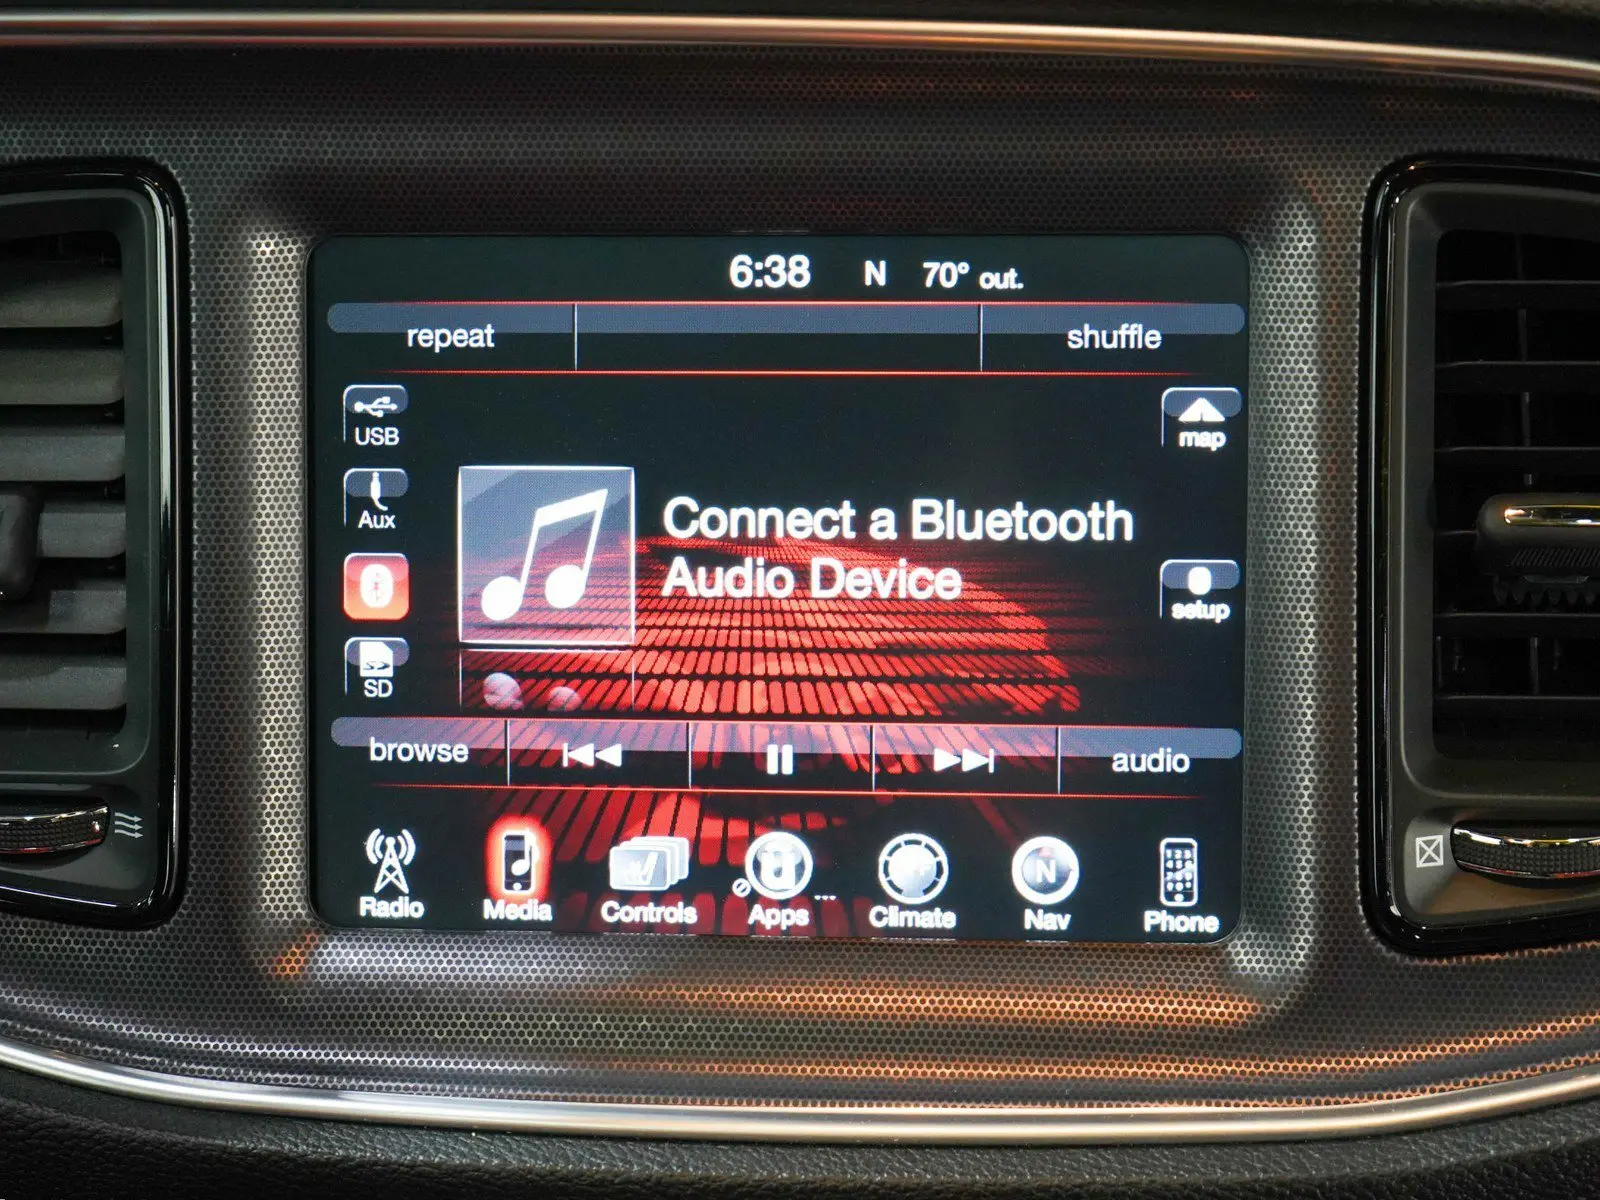 6:38 N 70° out.
repeat shuffle
USB
map
Aux
Connect a Bluetooth
Audio Device
setup
SD
browse audio
Radio Media Controls Apps Climate Nav Phone